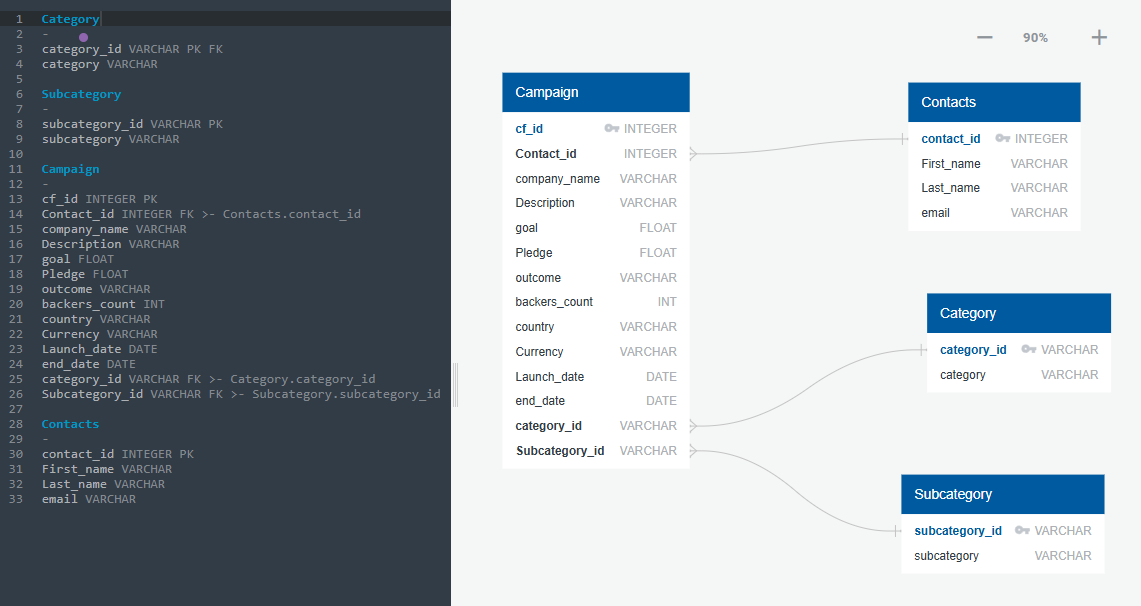 1 Category
2 -
3 category_id VARCHAR PK FK
4 category VARCHAR
5
6 Subcategory
7 -
8 subcategory_id VARCHAR PK
9 subcategory VARCHAR
10
11 Campaign
12 -
13 cf_id INTEGER PK
14 Contact_id INTEGER FK >- Contacts.contact_id
15 company_name VARCHAR
16 Description VARCHAR
17 goal FLOAT
18 Pledge FLOAT
19 outcome VARCHAR
20 backers_count INT
21 country VARCHAR
22 Currency VARCHAR
23 Launch_date DATE
24 end_date DATE
25 category_id VARCHAR FK >- Category.category_id
26 Subcategory_id VARCHAR FK >- Subcategory.subcategory_id
27
28 Contacts
29 -
30 contact_id INTEGER PK
31 First_name VARCHAR
32 Last_name VARCHAR
33 email VARCHAR
90%
Campaign
cf_id INTEGER
Contact_id INTEGER
company_name VARCHAR
Description VARCHAR
goal FLOAT
Pledge FLOAT
outcome VARCHAR
backers_count INT
country VARCHAR
Currency VARCHAR
Launch_date DATE
end_date DATE
category_id VARCHAR
Subcategory_id VARCHAR
Contacts
contact_id INTEGER
First_name VARCHAR
Last_name VARCHAR
email VARCHAR
Category
category_id VARCHAR
category VARCHAR
Subcategory
subcategory_id VARCHAR
subcategory VARCHAR